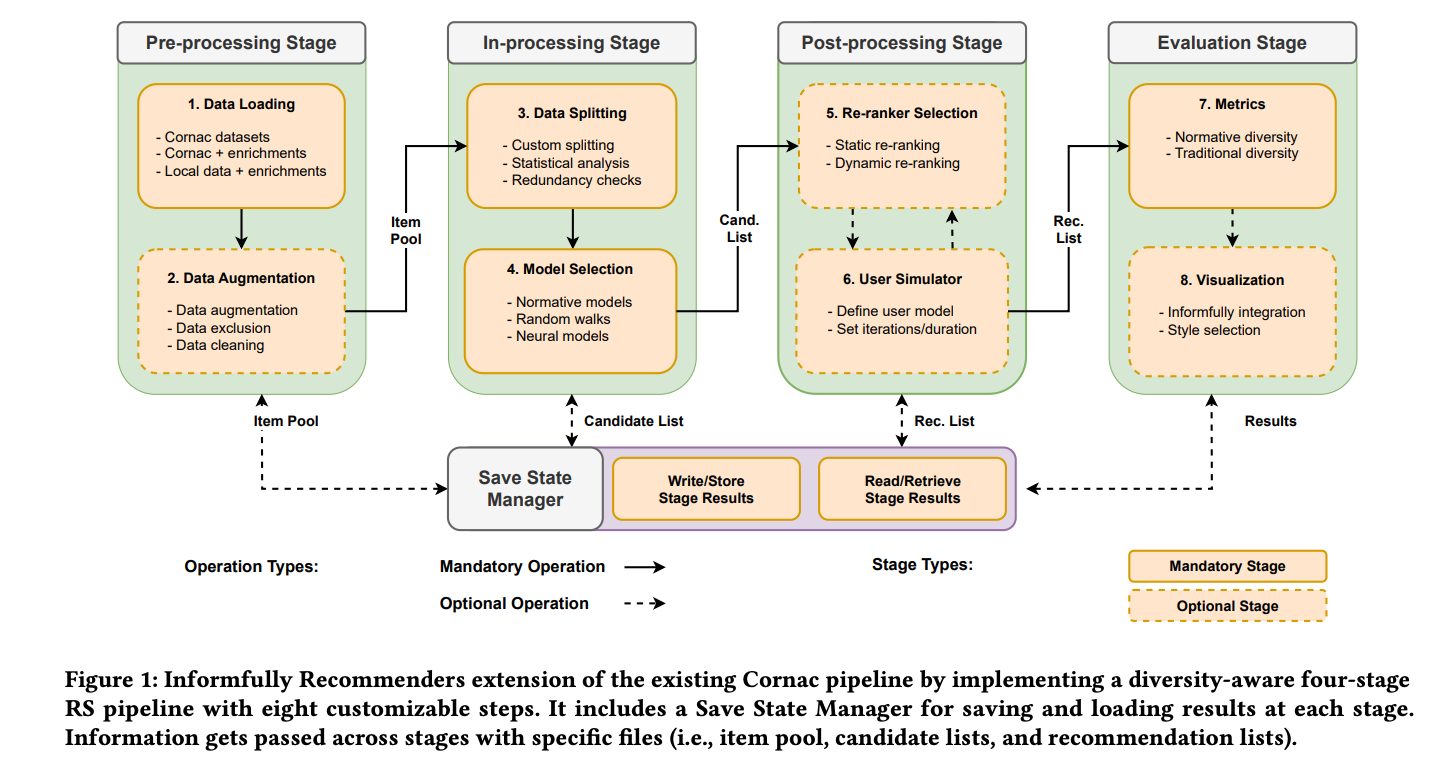 Pre-processing Stage
1. Data Loading
- Cornac datasets
- Cornac + enrichments
- Local data + enrichments
2. Data Augmentation
- Data augmentation
- Data exclusion
- Data cleaning
Item
Pool
In-processing Stage
3. Data Splitting
- Custom splitting
- Statistical analysis
- Redundancy checks
4. Model Selection
- Normative models
- Random walks
- Neural models
Cand.
List
Post-processing Stage
5. Re-ranker Selection
- Static re-ranking
- Dynamic re-ranking
6. User Simulator
- Define user model
- Set iterations/duration
Rec.
List
Evaluation Stage
7. Metrics
- Normative diversity
- Traditional diversity
8. Visualization
- Informfully integration
- Style selection
Item Pool
Candidate List
Rec. List
Results
Save State
Manager
Write/Store
Stage Results
Read/Retrieve
Stage Results
Operation Types:
Mandatory Operation
Optional Operation
Stage Types:
Mandatory Stage
Optional Stage
Figure 1: Informfully Recommenders extension of the existing Cornac pipeline by implementing a diversity-aware four-stage
RS pipeline with eight customizable steps. It includes a Save State Manager for saving and loading results at each stage.
Information gets passed across stages with specific files (i.e., item pool, candidate lists, and recommendation lists).